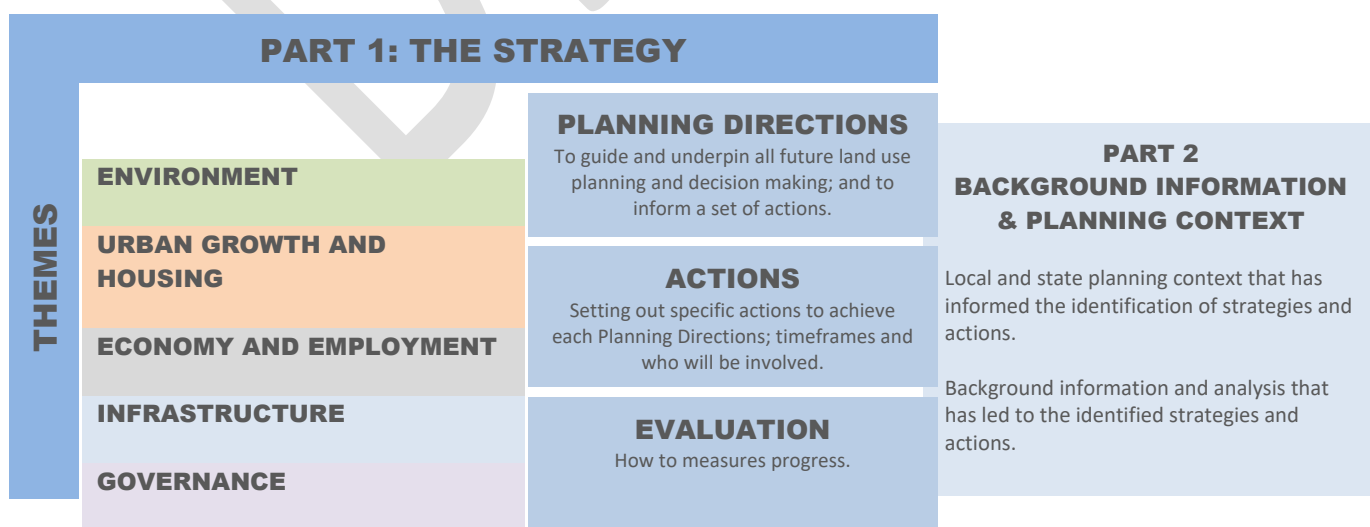 PART 1: THE STRATEGY
THEMES
ENVIRONMENT
URBAN GROWTH AND
HOUSING
ECONOMY AND EMPLOYMENT
INFRASTRUCTURE
GOVERNANCE
PLANNING DIRECTIONS
To guide and underpin all future land use
planning and decision making; and to
inform a set of actions.
ACTIONS
Setting out specific actions to achieve
each Planning Directions; timeframes and
who will be involved.
EVALUATION
How to measures progress.
PART 2
BACKGROUND INFORMATION
& PLANNING CONTEXT
Local and state planning context that has
informed the identification of strategies and
actions.
Background information and analysis that
has led to the identified strategies and
actions.